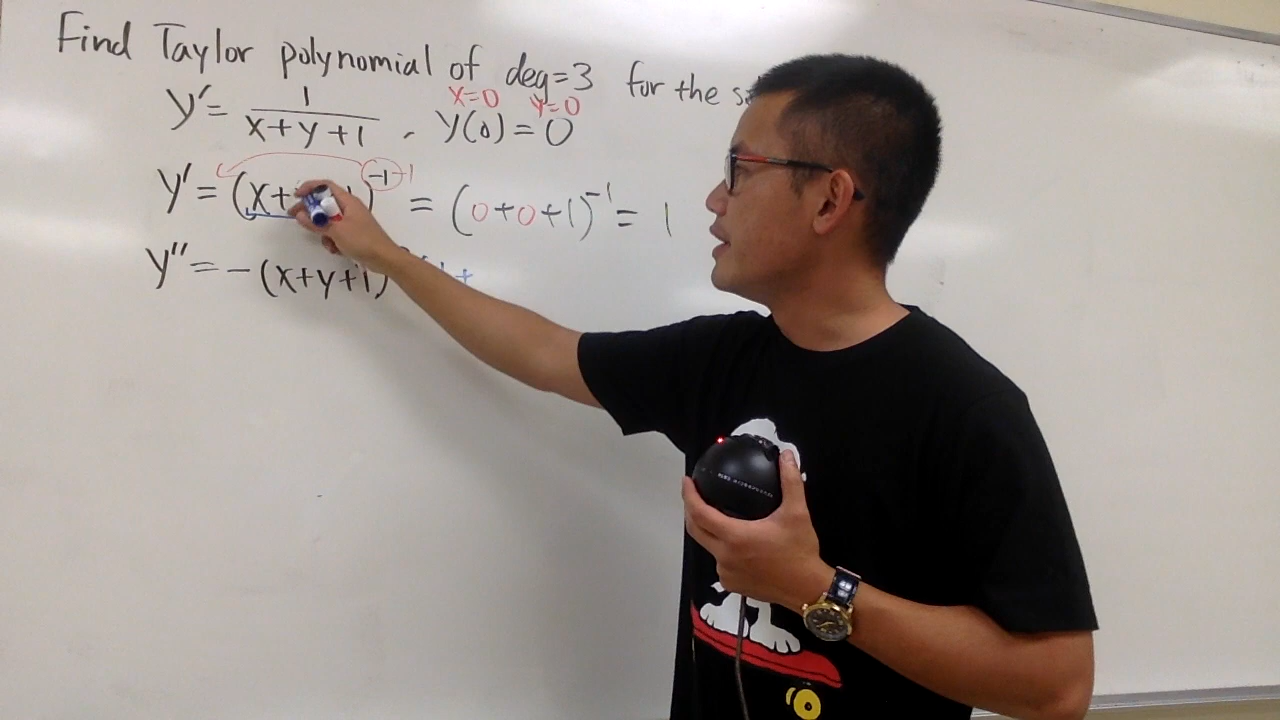 Find Taylor polynomial of deg=3 for the
x=0 y=0
y' = 1/(x+y+1) , y(0) = 0
y' = (x+ )^-1 -1 = (0+0+1)^-1 = 1
y'' = -(x+y+1) (1+